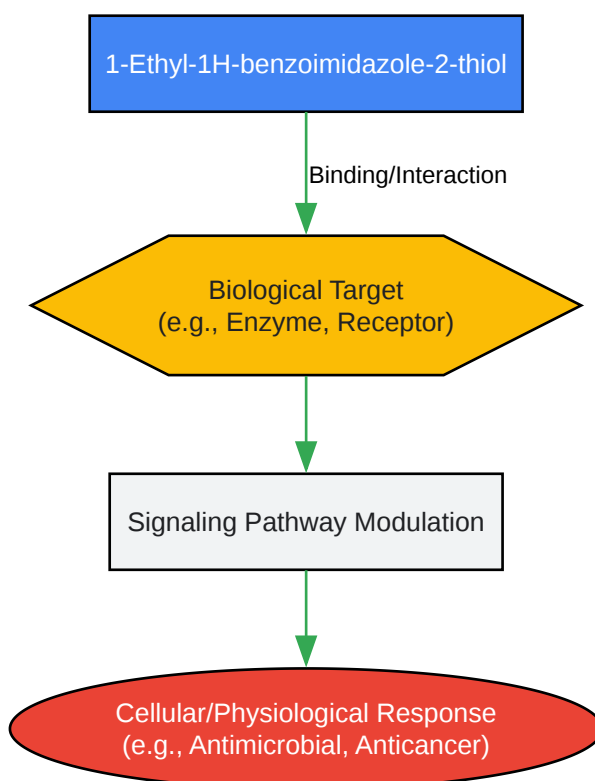 1-Ethyl-1H-benzoimidazole-2-thiol
Binding/Interaction
Biological Target
(e.g., Enzyme, Receptor)
Signaling Pathway Modulation
Cellular/Physiological Response
(e.g., Antimicrobial, Anticancer)